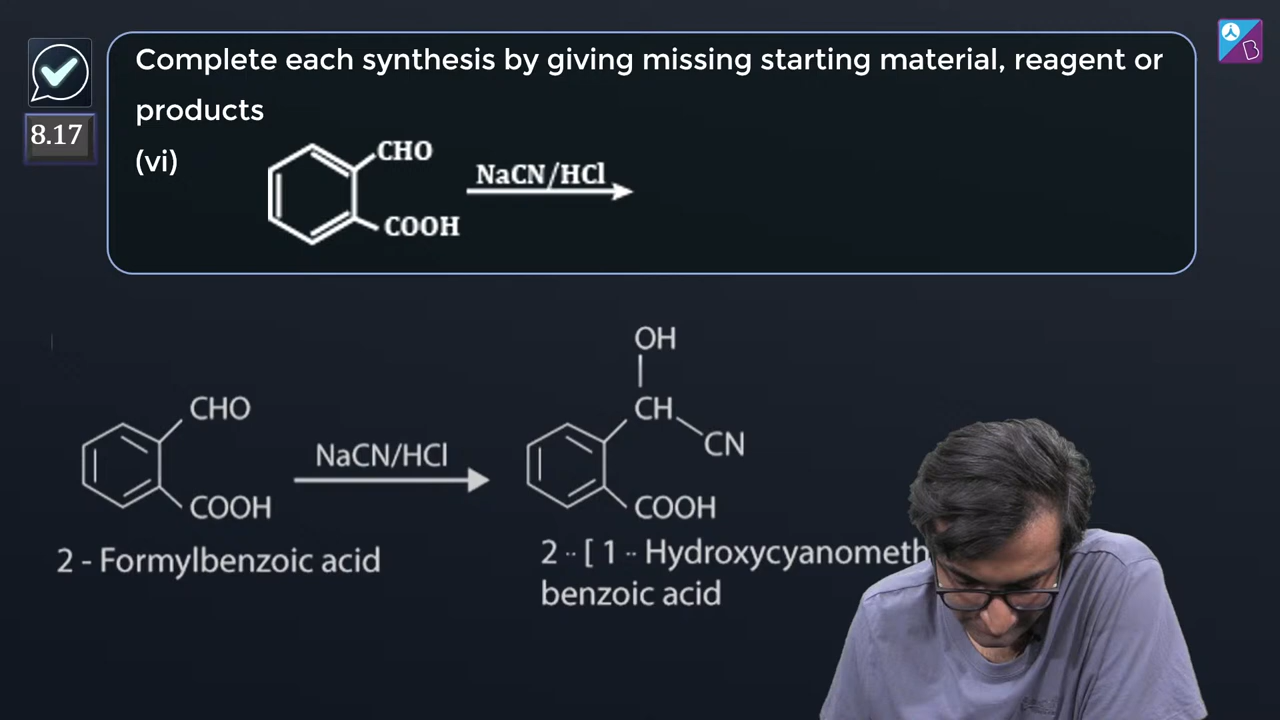 Complete each synthesis by giving missing starting material, reagent or
products
8.17
(vi)
CHO
NaCN/HCl
COOH
OH
CHO
CH
NaCN/HCl
CN
COOH
COOH
2 - Formylbenzoic acid
2 -- [ 1 -- Hydroxycyanometh
benzoic acid
B